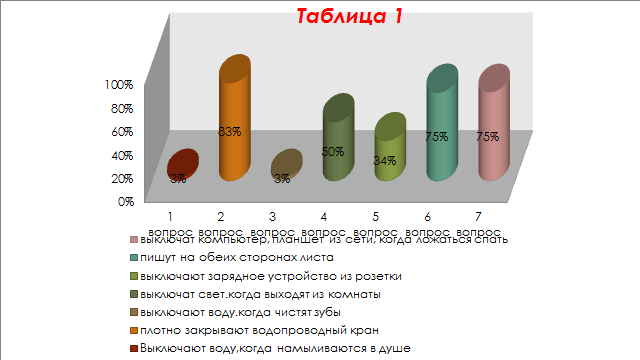 Таблица 1
100%
80%
60%
40%
20%
0%
3%
83%
3%
50%
34%
75%
75%
1 вопрос
2 вопрос
3 вопрос
4 вопрос
5 вопрос
6 вопрос
7 вопрос
выключат компьютер, планшет из сети, когда ложаться спать
пишут на обеих сторонах листа
выключают зарядное устройство из розетки
выключат свет.когда выходят из комнаты
выключают воду.когда чистят зубы
плотно закрывают водопроводный кран
Выключают воду,когда намыливаются в душе